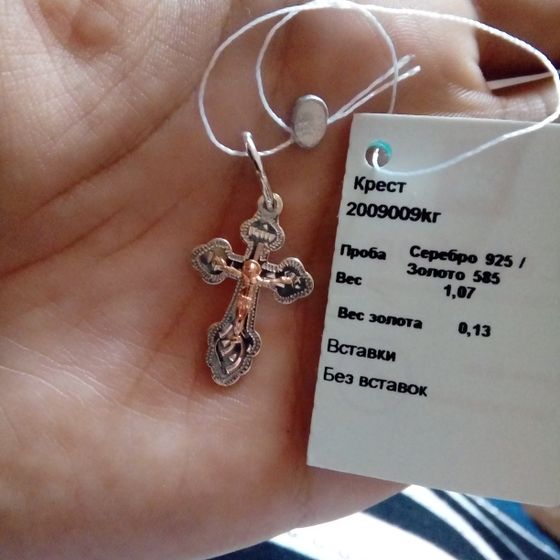 Крест
2009009кг
Проба Серебро 925 /
Золото 585
Вес 1,07
Вес золота 0,13
Вставки
Без вставок